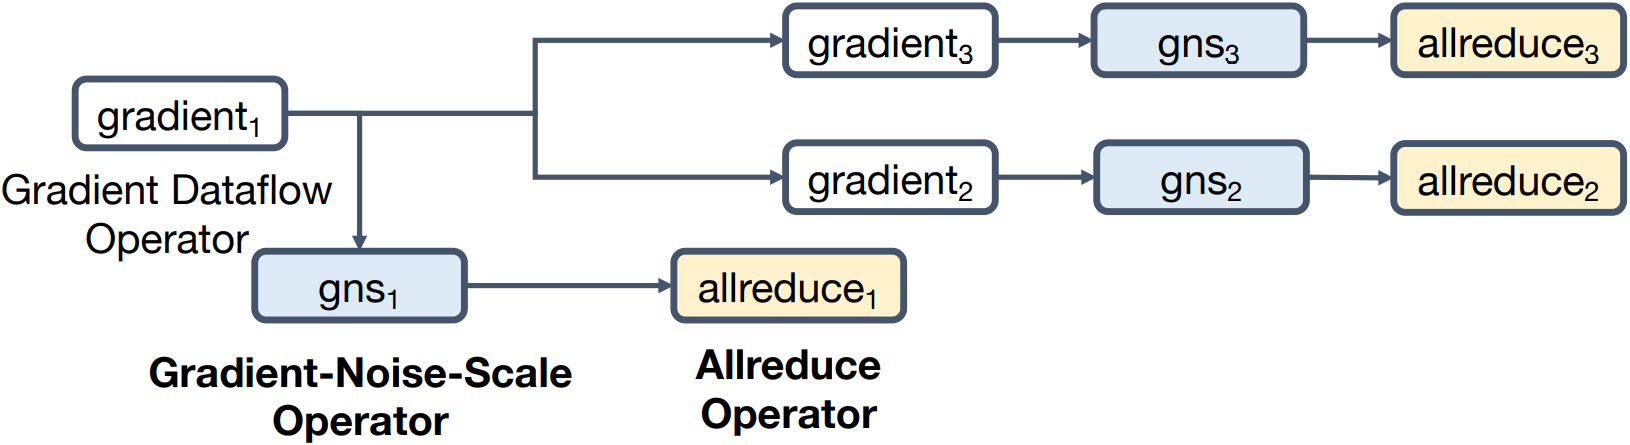 gradient₃
gns₃
allreduce₃
gradient₁
gradient₂
gns₂
allreduce₂
Gradient Dataflow
Operator
gns₁
allreduce₁
Gradient-Noise-Scale
Operator
Allreduce
Operator